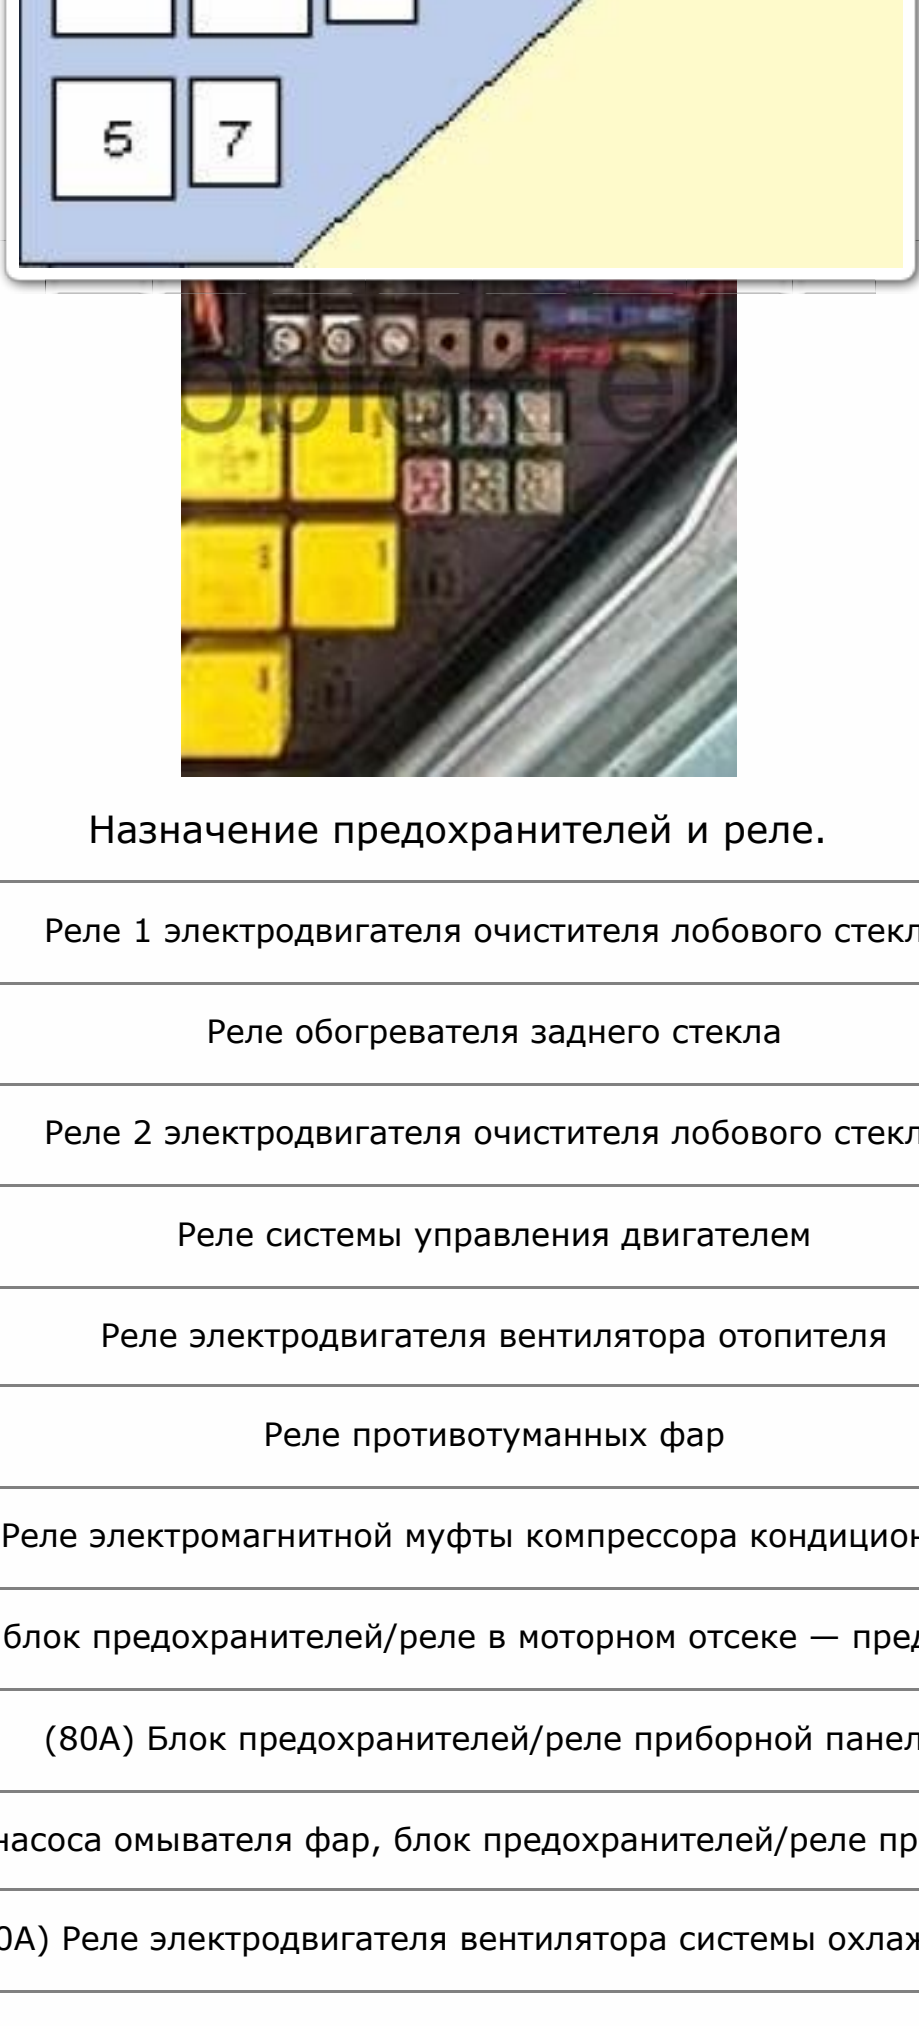 5 7
Назначение предохранителей и реле.
Реле 1 электродвигателя очистителя лобового стекл
Реле обогревателя заднего стекла
Реле 2 электродвигателя очистителя лобового стекл
Реле системы управления двигателем
Реле электродвигателя вентилятора отопителя
Реле противотуманных фар
Реле электромагнитной муфты компрессора кондицион
блок предохранителей/реле в моторном отсеке — пред
(80А) Блок предохранителей/реле приборной панел
насоса омывателя фар, блок предохранителей/реле пр
0А) Реле электродвигателя вентилятора системы охлаж